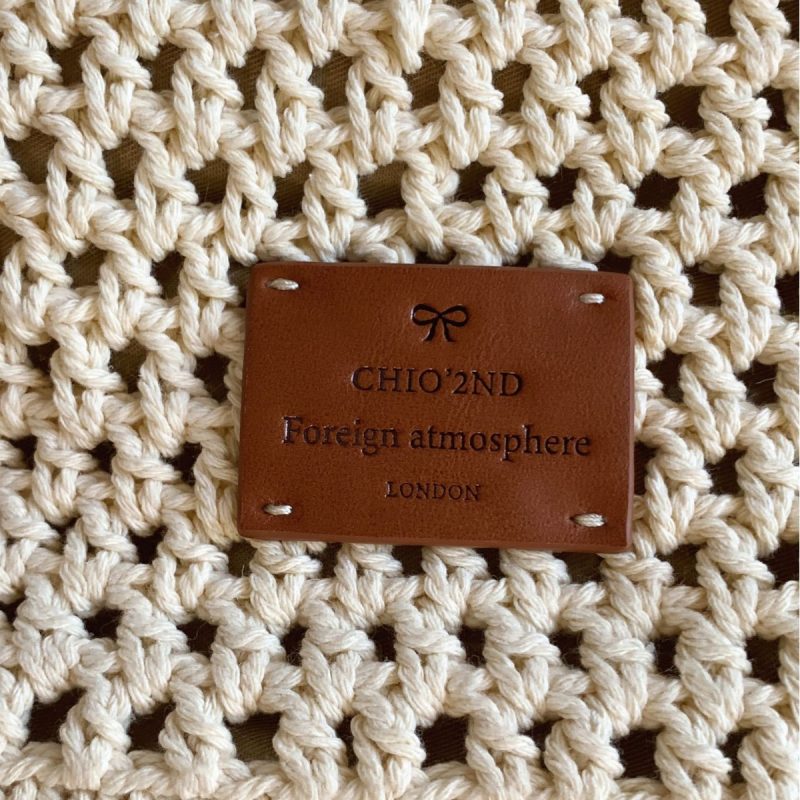 CHIO'2ND
Foreign atmosphere
LONDON